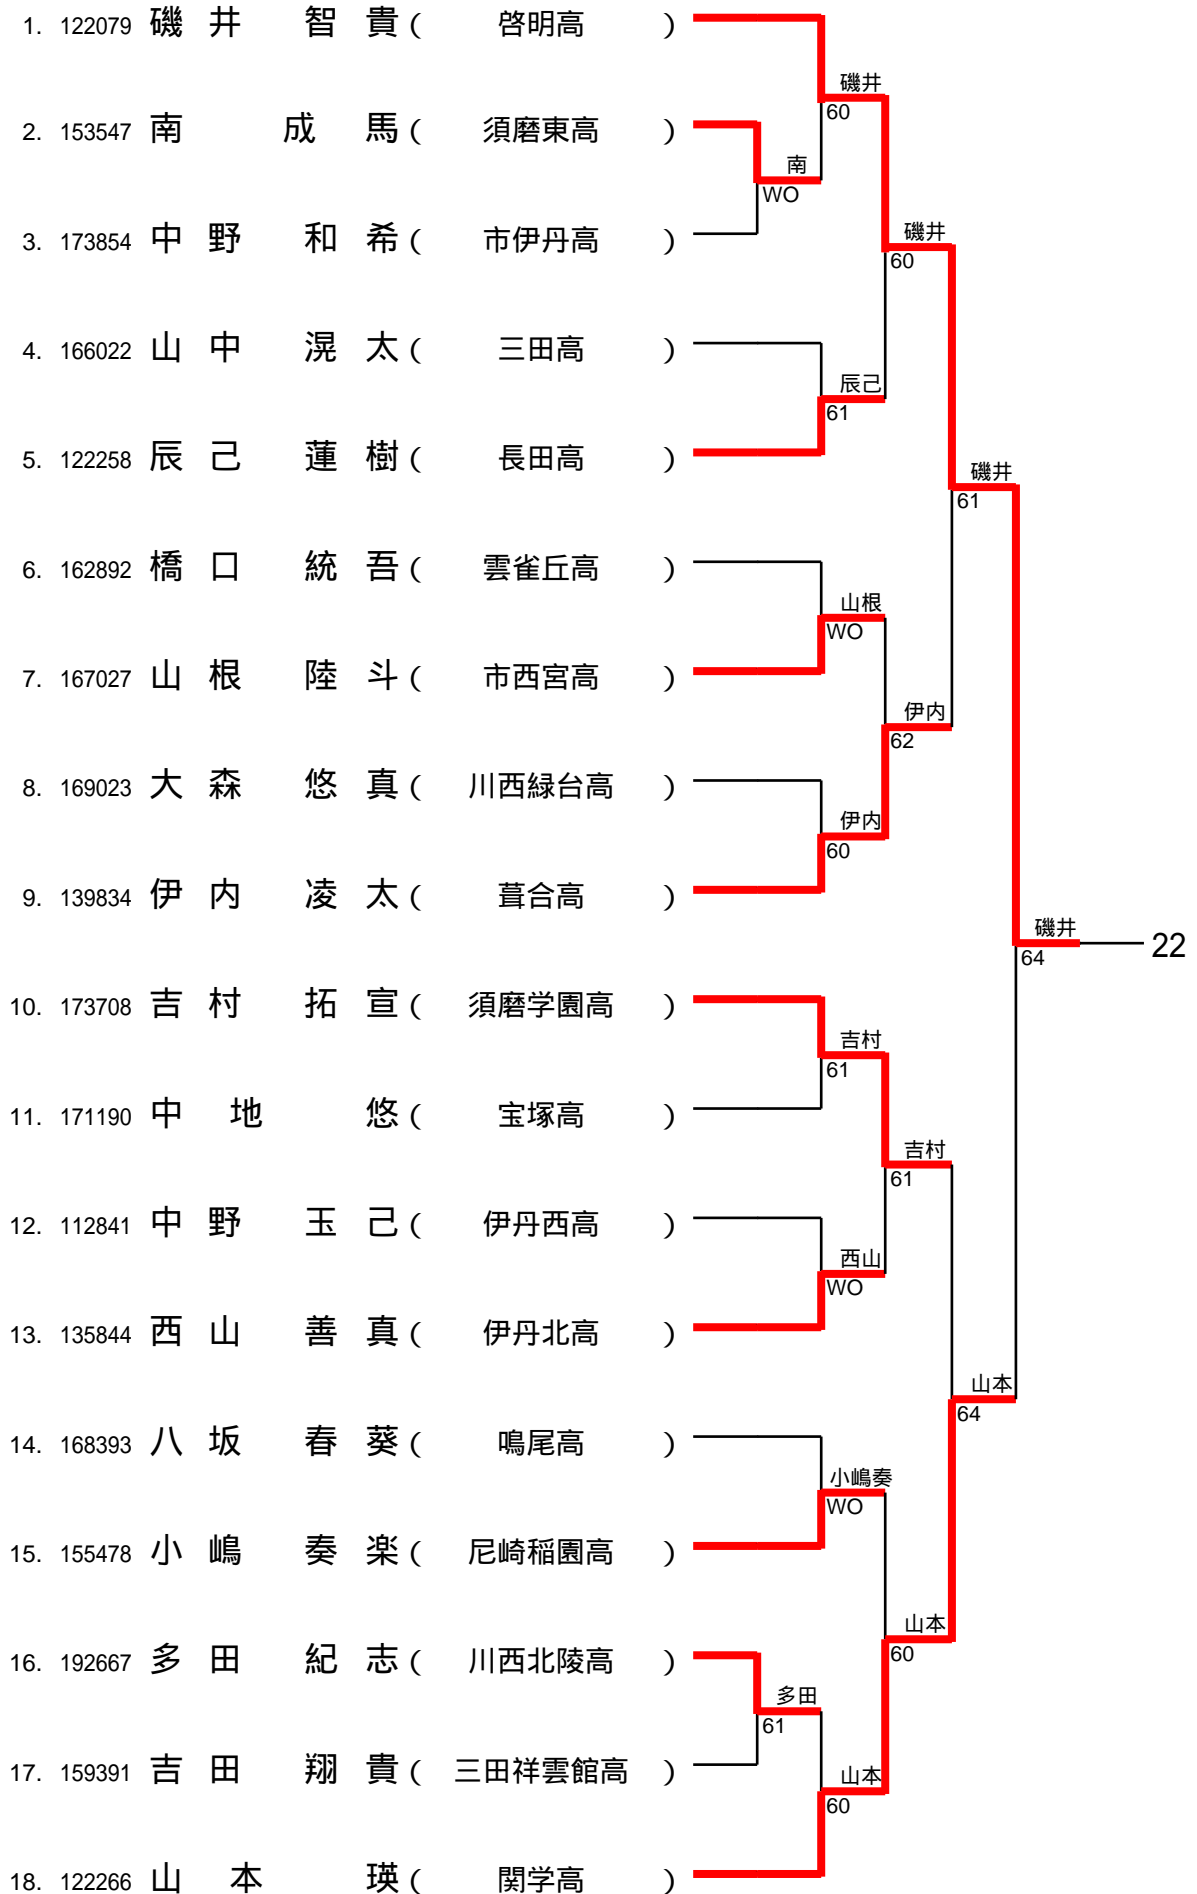 1. 122079 磯井 智貴 ( 啓明高 )
磯井
60
2. 153547 南 成馬 ( 須磨東高 )
南
WO
3. 173854 中野 和希 ( 市伊丹高 )
磯井
60
4. 166022 山中 滉太 ( 三田高 )
辰己
61
5. 122258 辰己 蓮樹 ( 長田高 )
磯井
61
6. 162892 橋口 統吾 ( 雲雀丘高 )
山根
WO
7. 167027 山根 陸斗 ( 市西宮高 )
伊内
62
8. 169023 大森 悠真 ( 川西緑台高 )
伊内
60
9. 139834 伊内 凌太 ( 葺合高 )
磯井
64
22
10. 173708 吉村 拓宣 ( 須磨学園高 )
吉村
61
11. 171190 中地 悠 ( 宝塚高 )
吉村
61
12. 112841 中野 玉己 ( 伊丹西高 )
西山
WO
13. 135844 西山 善真 ( 伊丹北高 )
山本
64
14. 168393 八坂 春葵 ( 鳴尾高 )
小嶋奏
WO
15. 155478 小嶋 奏楽 ( 尼崎稲園高 )
山本
60
16. 192667 多田 紀志 ( 川西北陵高 )
多田
61
17. 159391 吉田 翔貴 ( 三田祥雲館高 )
山本
60
18. 122266 山本 瑛 ( 関学高 )